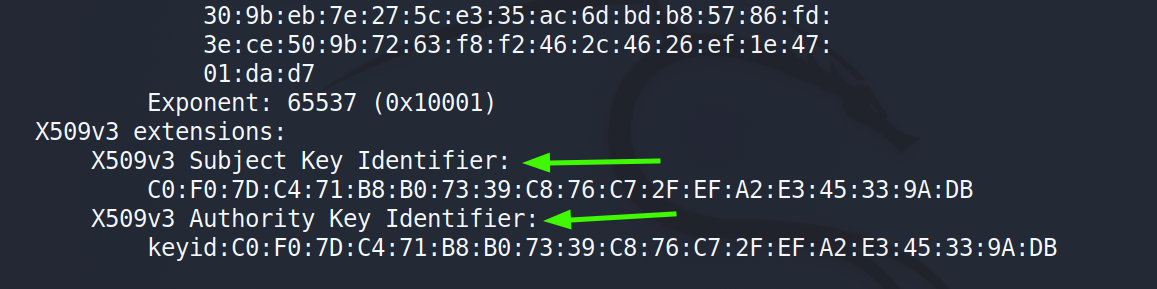 30:9b:eb:7e:27:5c:e3:35:ac:6d:bd:b8:57:86:fd:
3e:ce:50:9b:72:63:f8:f2:46:2c:46:26:ef:1e:47:
01:da:d7
Exponent: 65537 (0x10001)
X509v3 extensions:
X509v3 Subject Key Identifier:
C0:F0:7D:C4:71:B8:B0:73:39:C8:76:C7:2F:EF:A2:E3:45:33:9A:DB
X509v3 Authority Key Identifier:
keyid:C0:F0:7D:C4:71:B8:B0:73:39:C8:76:C7:2F:EF:A2:E3:45:33:9A:DB